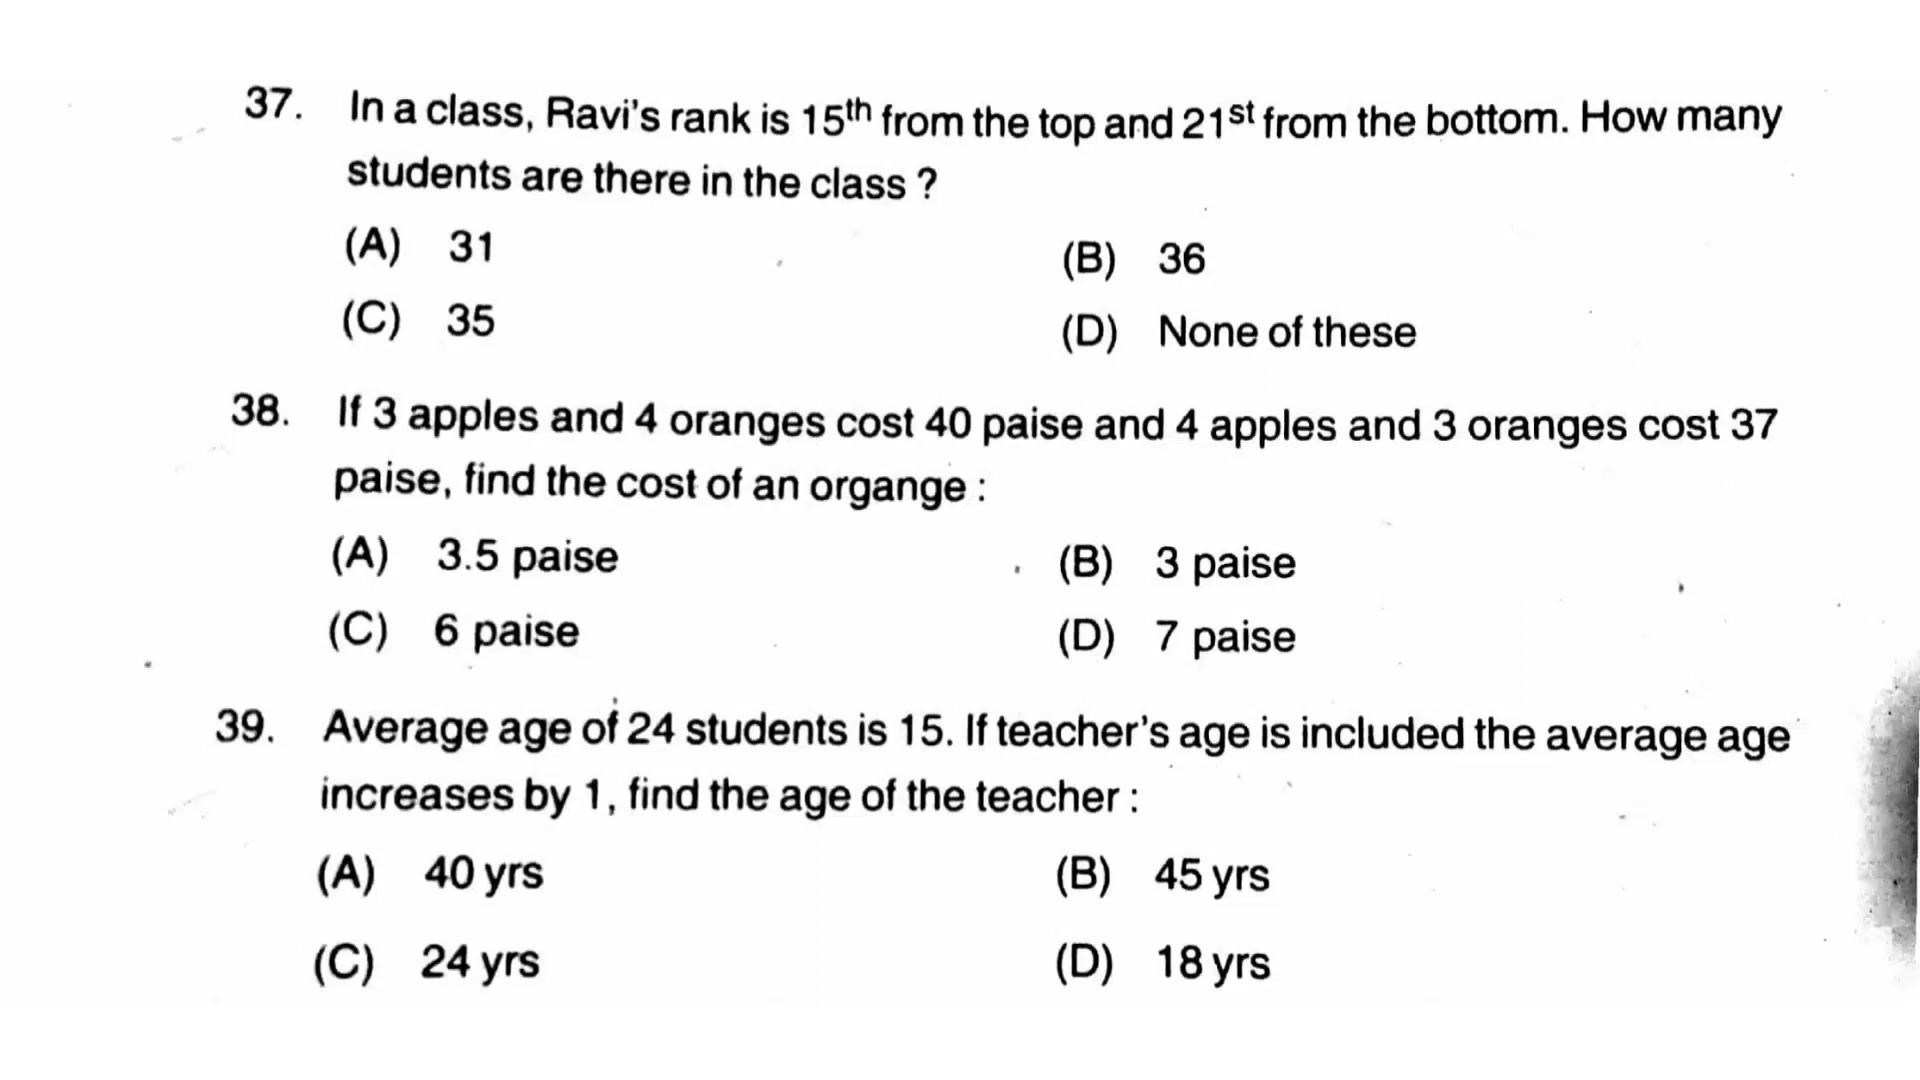 37. In a class, Ravi's rank is 15th from the top and 21st from the bottom. How many
students are there in the class ?
(A) 31 (B) 36
(C) 35 (D) None of these
38. If 3 apples and 4 oranges cost 40 paise and 4 apples and 3 oranges cost 37
paise, find the cost of an organge :
(A) 3.5 paise (B) 3 paise
(C) 6 paise (D) 7 paise
39. Average age of 24 students is 15. If teacher's age is included the average age
increases by 1, find the age of the teacher :
(A) 40 yrs (B) 45 yrs
(C) 24 yrs (D) 18 yrs